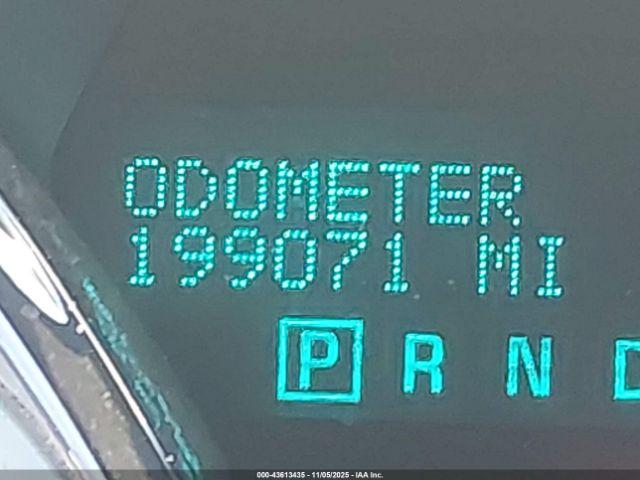 ODOMETER
199071 MI
P R N D
000-43613435 - 11/05/2025 - IAA Inc.